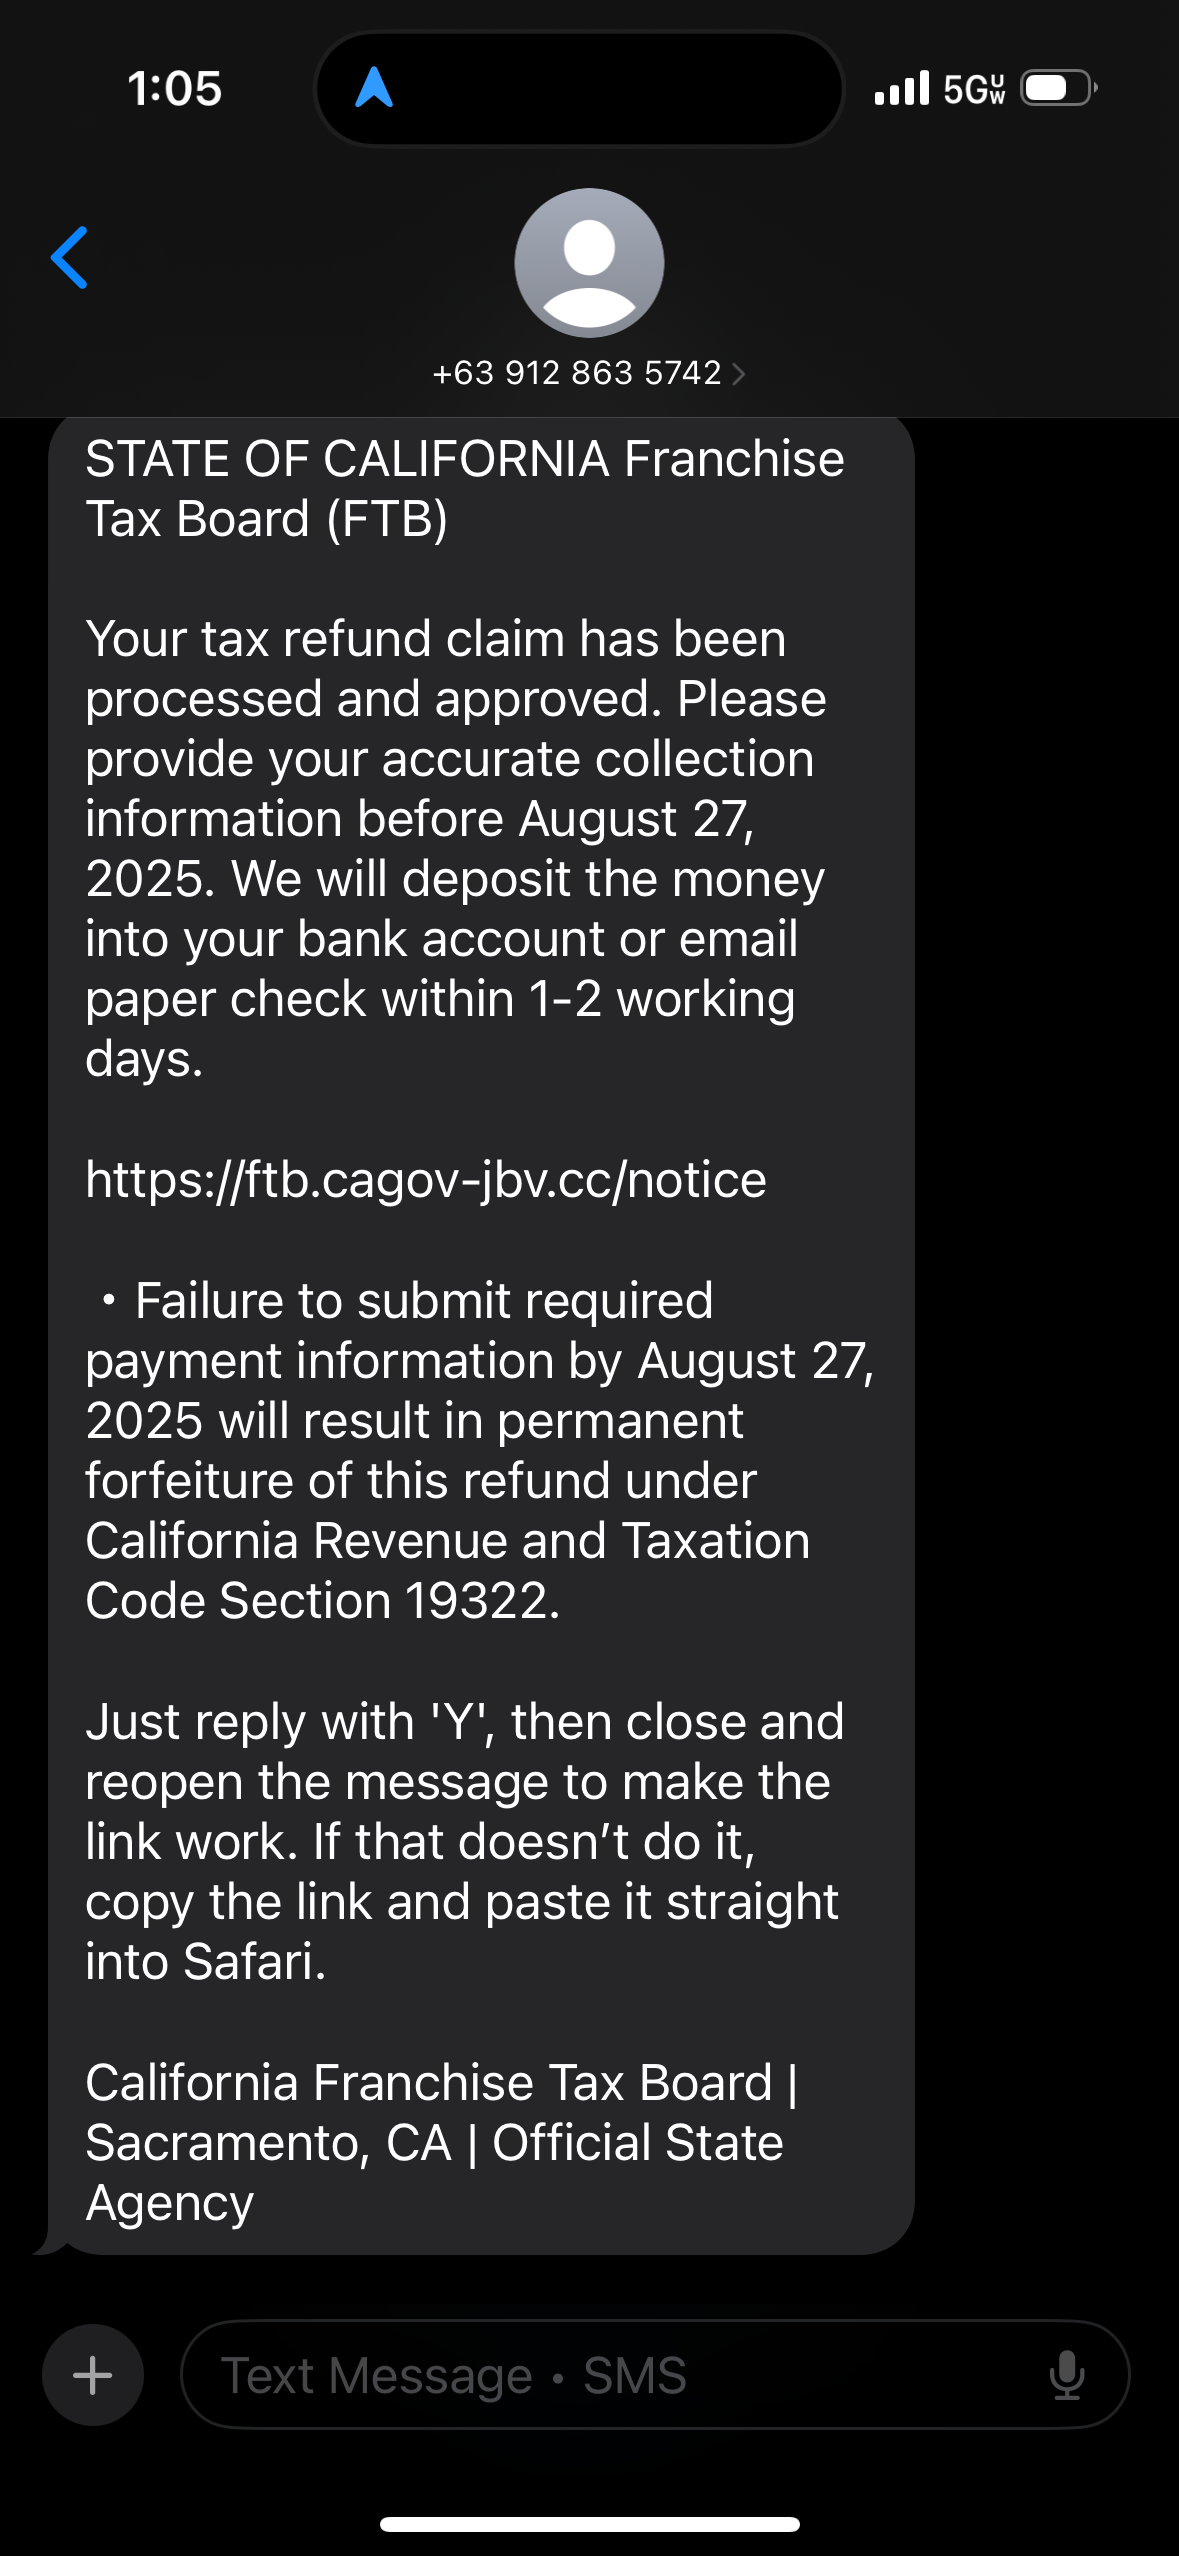 1:05
5GUW
+63 912 863 5742
STATE OF CALIFORNIA Franchise
Tax Board (FTB)
Your tax refund claim has been
processed and approved. Please
provide your accurate collection
information before August 27,
2025. We will deposit the money
into your bank account or email
paper check within 1-2 working
days.
https://ftb.cagov-jbv.cc/notice
• Failure to submit required
payment information by August 27,
2025 will result in permanent
forfeiture of this refund under
California Revenue and Taxation
Code Section 19322.
Just reply with 'Y', then close and
reopen the message to make the
link work. If that doesn’t do it,
copy the link and paste it straight
into Safari.
California Franchise Tax Board |
Sacramento, CA | Official State
Agency
Text Message • SMS